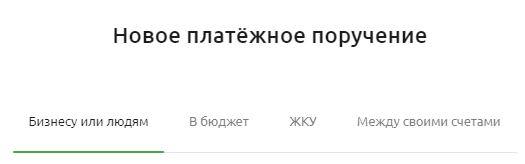 Новое платёжное поручение
Бизнесу или людям В бюджет ЖКУ Между своими счетами